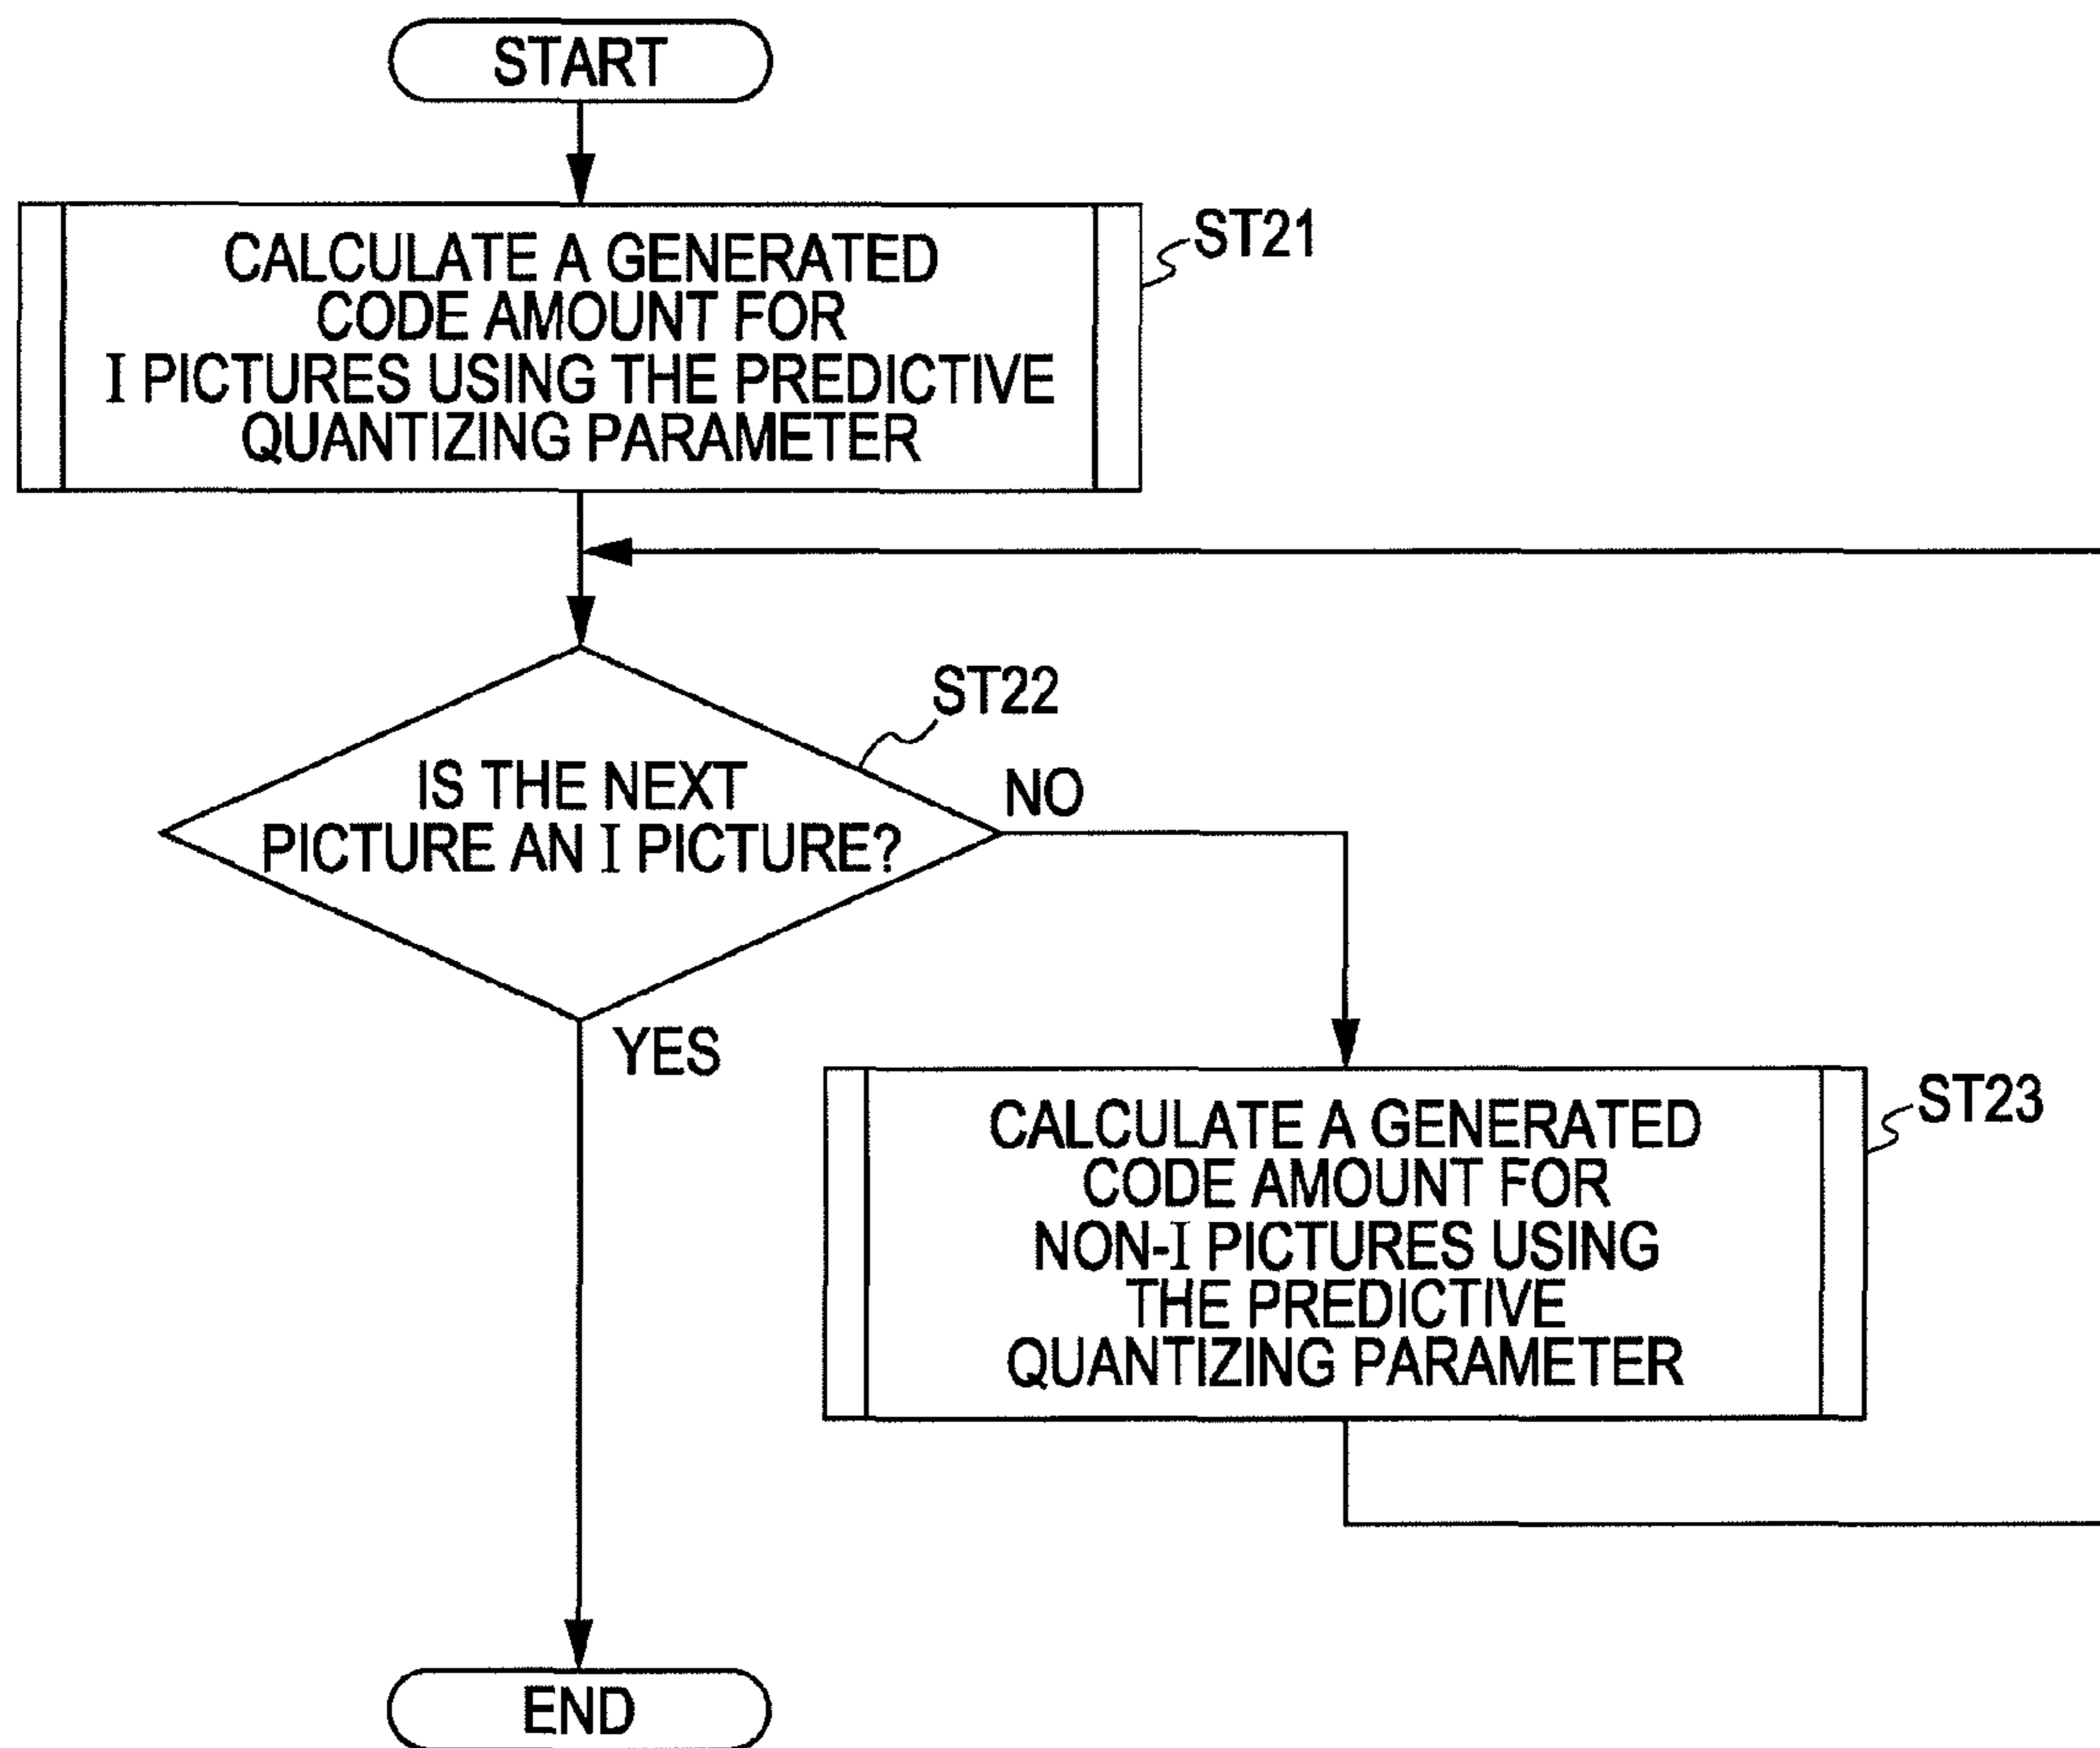 START
CALCULATE A GENERATED
CODE AMOUNT FOR
I PICTURES USING THE PREDICTIVE
QUANTIZING PARAMETER
ST21
ST22
IS THE NEXT
PICTURE AN I PICTURE?
NO
YES
CALCULATE A GENERATED
CODE AMOUNT FOR
NON-I PICTURES USING
THE PREDICTIVE
QUANTIZING PARAMETER
ST23
END